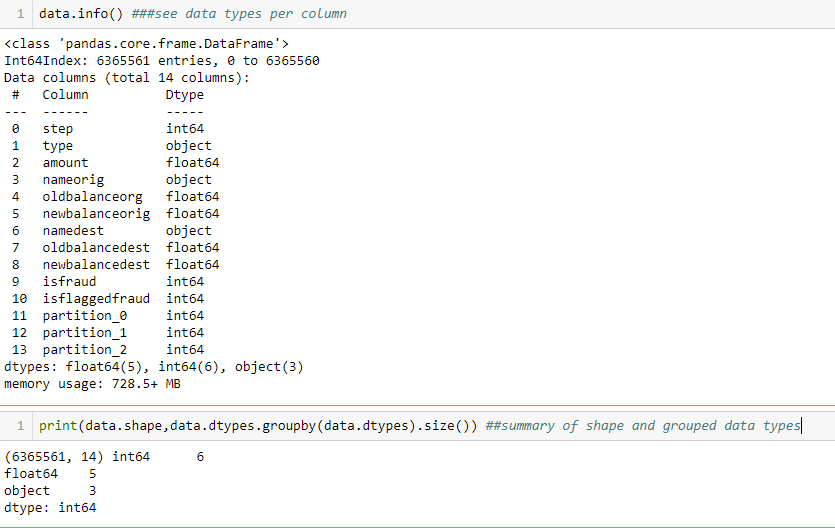 1 data.info() ###see data types per column
<class 'pandas.core.frame.DataFrame'>
Int64Index: 6365561 entries, 0 to 6365560
Data columns (total 14 columns):
 #   Column          Dtype
---  ------          -----
 0   step            int64
 1   type            object
 2   amount          float64
 3   nameorig        object
 4   oldbalanceorg   float64
 5   newbalanceorig  float64
 6   namedest        object
 7   oldbalancedest  float64
 8   newbalancedest  float64
 9   isfraud         int64
 10  isflaggedfraud  int64
 11  partition_0     int64
 12  partition_1     int64
 13  partition_2     int64
dtypes: float64(5), int64(6), object(3)
memory usage: 728.5+ MB
1 print(data.shape,data.dtypes.groupby(data.dtypes).size()) ##summary of shape and grouped data types
(6365561, 14) int64      6
float64    5
object     3
dtype: int64